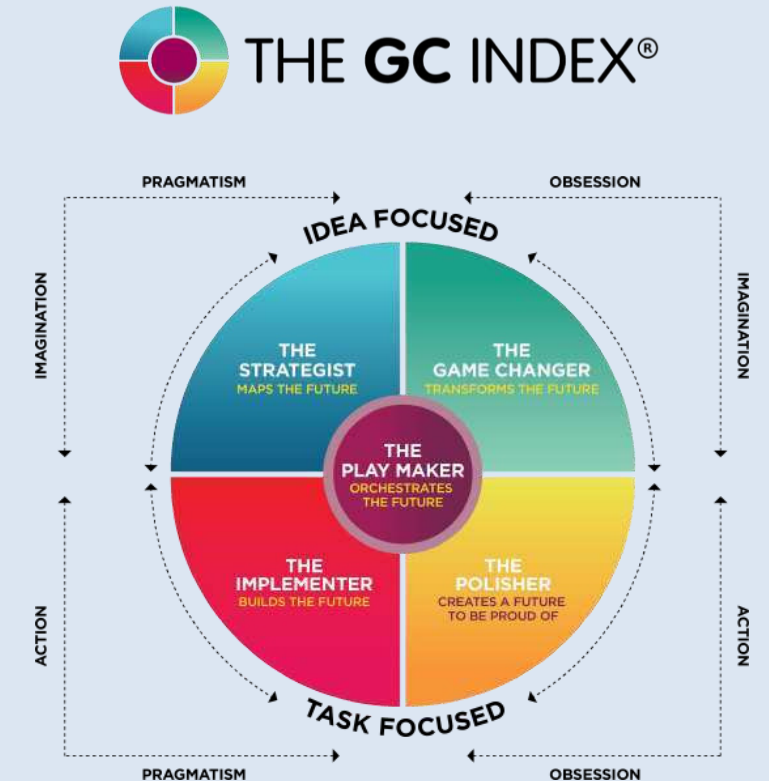 THE GC INDEX®
PRAGMATISM
OBSESSION
IDEA FOCUSED
IMAGINATION
IMAGINATION
THE
STRATEGIST
MAPS THE FUTURE
THE
GAME CHANGER
TRANSFORMS THE FUTURE
THE
PLAY MAKER
ORCHESTRATES
THE FUTURE
THE
IMPLEMENTER
BUILDS THE FUTURE
THE
POLISHER
CREATES A FUTURE
TO BE PROUD OF
ACTION
ACTION
TASK FOCUSED
PRAGMATISM
OBSESSION